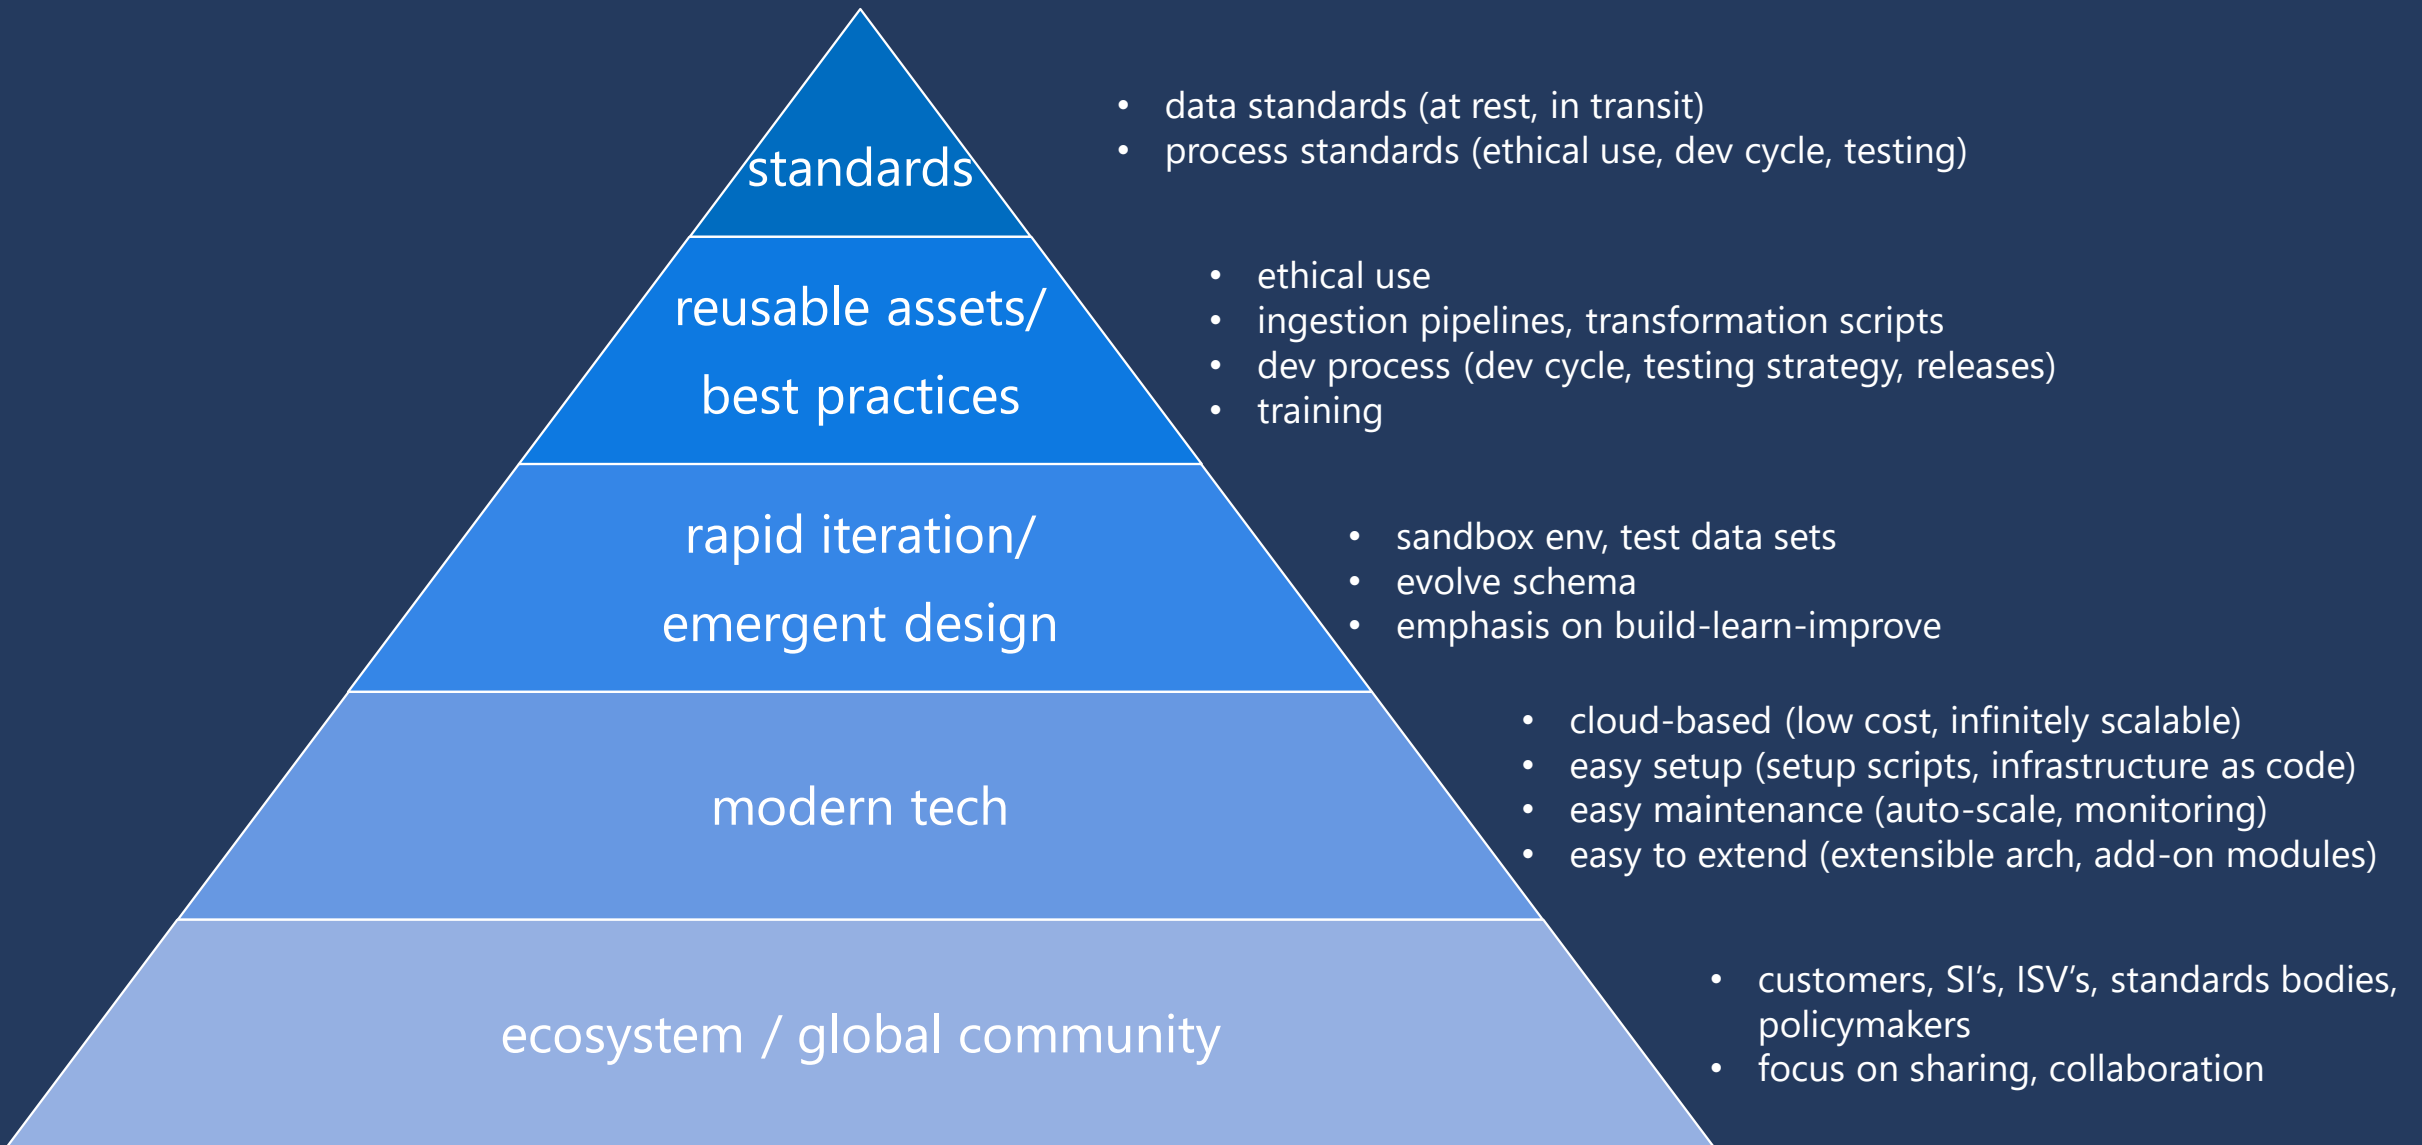 standards
• data standards (at rest, in transit)
• process standards (ethical use, dev cycle, testing)
reusable assets/
best practices
• ethical use
• ingestion pipelines, transformation scripts
• dev process (dev cycle, testing strategy, releases)
• training
rapid iteration/
emergent design
• sandbox env, test data sets
• evolve schema
• emphasis on build-learn-improve
modern tech
• cloud-based (low cost, infinitely scalable)
• easy setup (setup scripts, infrastructure as code)
• easy maintenance (auto-scale, monitoring)
• easy to extend (extensible arch, add-on modules)
ecosystem / global community
• customers, SI’s, ISV’s, standards bodies,
policymakers
• focus on sharing, collaboration